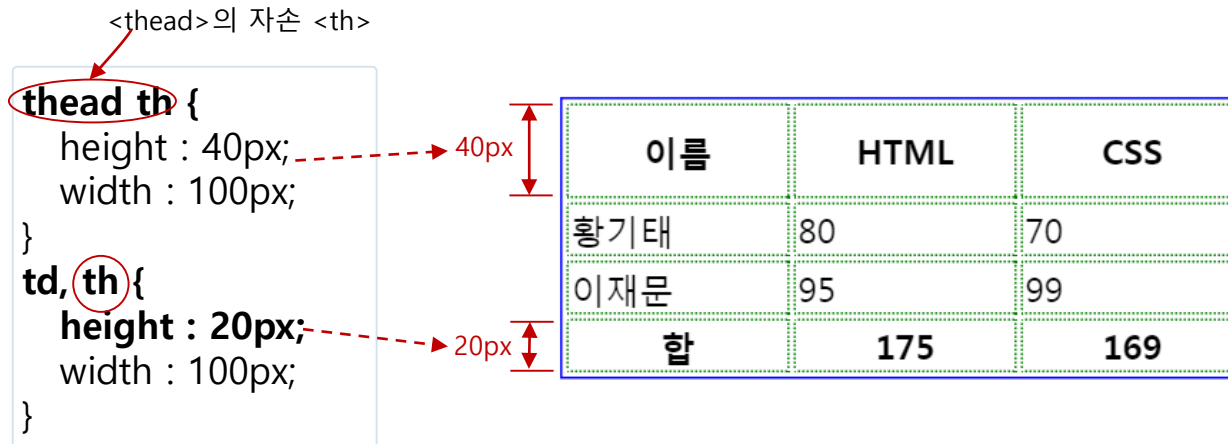 <thead>의 자손 <th>
thead th {
height : 40px;
width : 100px;
}
td, th {
height : 20px;
width : 100px;
}
40px
20px
이름 HTML CSS
황기태 80 70
이재문 95 99
합 175 169